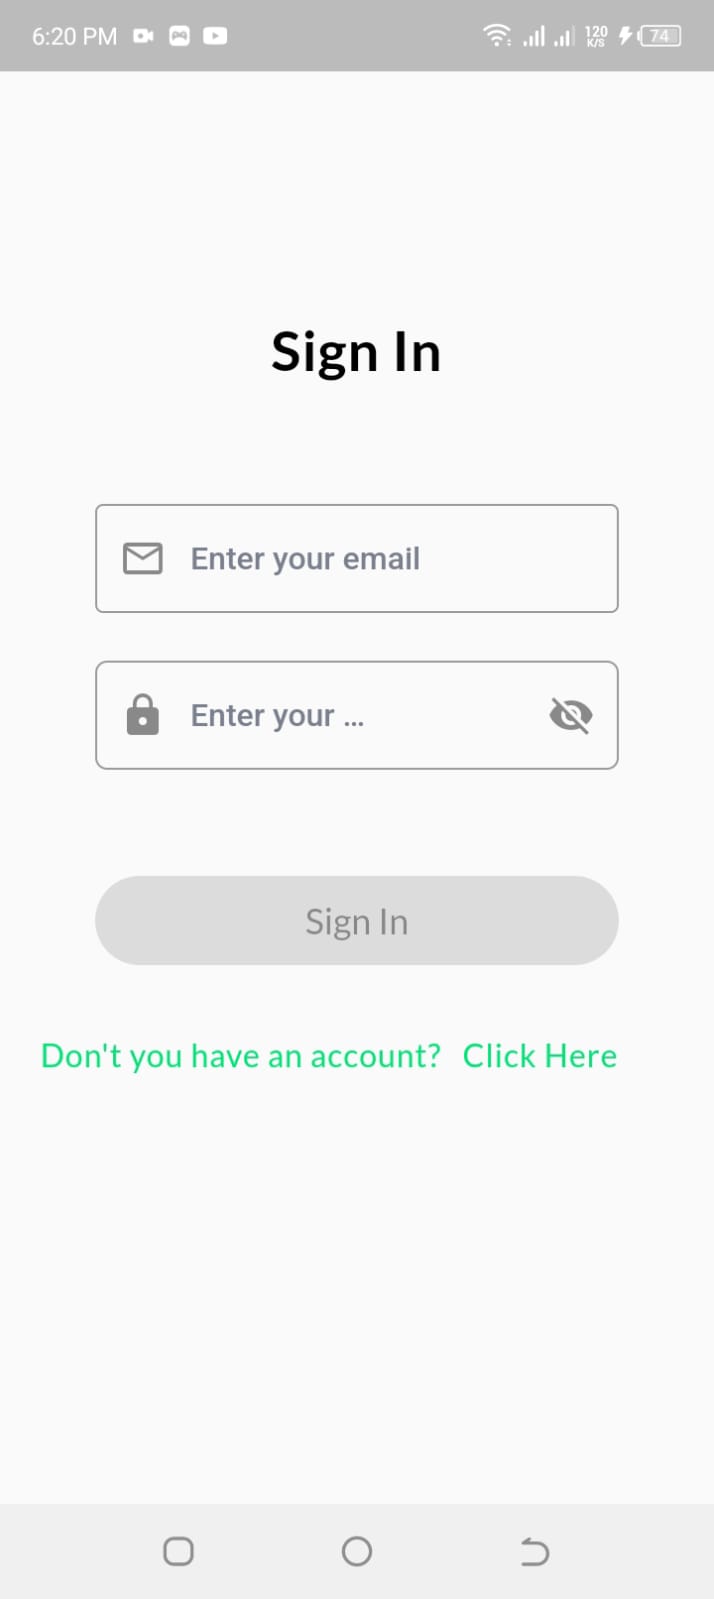 6:20 PM 120 K/S 74
Sign In
Enter your email
Enter your ...
Sign In
Don't you have an account? Click Here